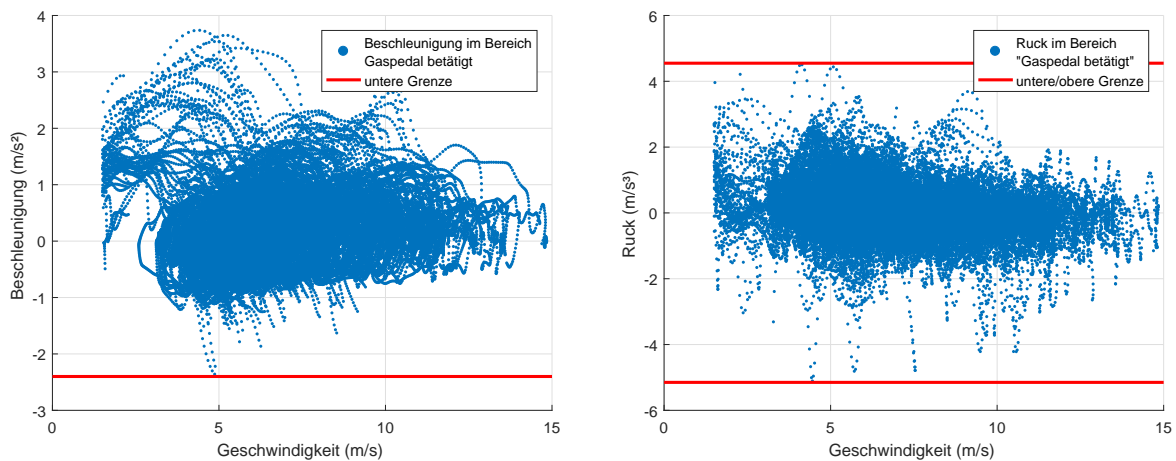 4
3
2
1
0
-1
-2
-3
0
5
10
15
Beschleunigung (m/s²)
Geschwindigkeit (m/s)
Beschleunigung im Bereich
Gaspedal betätigt
untere Grenze
6
4
2
0
-2
-4
-6
0
5
10
15
Ruck (m/s³)
Geschwindigkeit (m/s)
Ruck im Bereich
"Gaspedal betätigt"
untere/obere Grenze